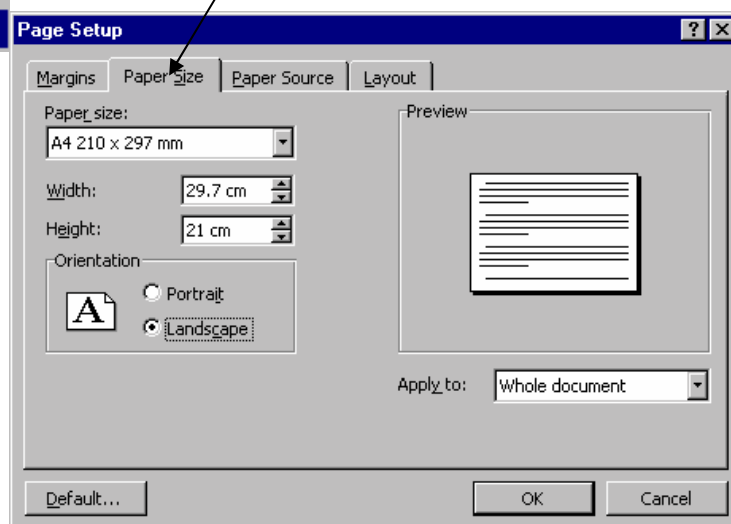 Page Setup
Margins Paper Size Paper Source Layout
Paper size: Preview
A4 210 x 297 mm
Width: 29.7 cm
Height: 21 cm
Orientation
A Portrait
Landscape
Apply to: Whole document
Default... OK Cancel